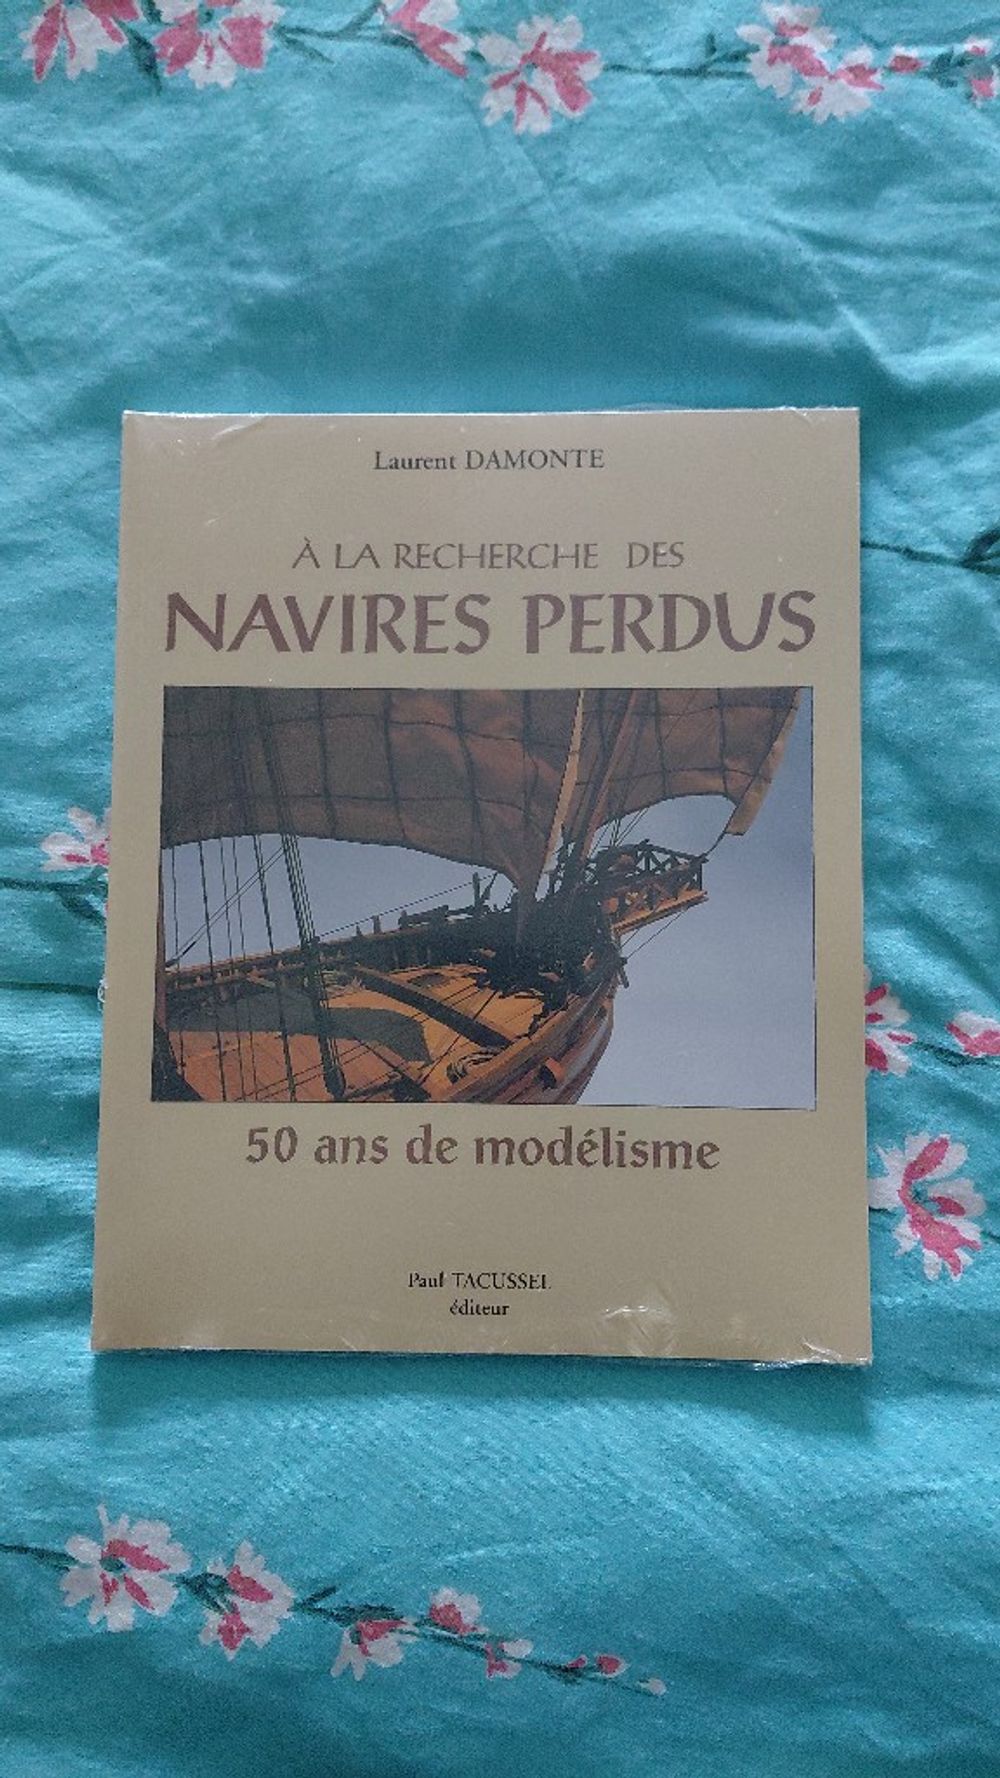 Laurent DAMONTE
À LA RECHERCHE DES
NAVIRES PERDUS
50 ans de modélisme
Paul TACUSSEL
éditeur